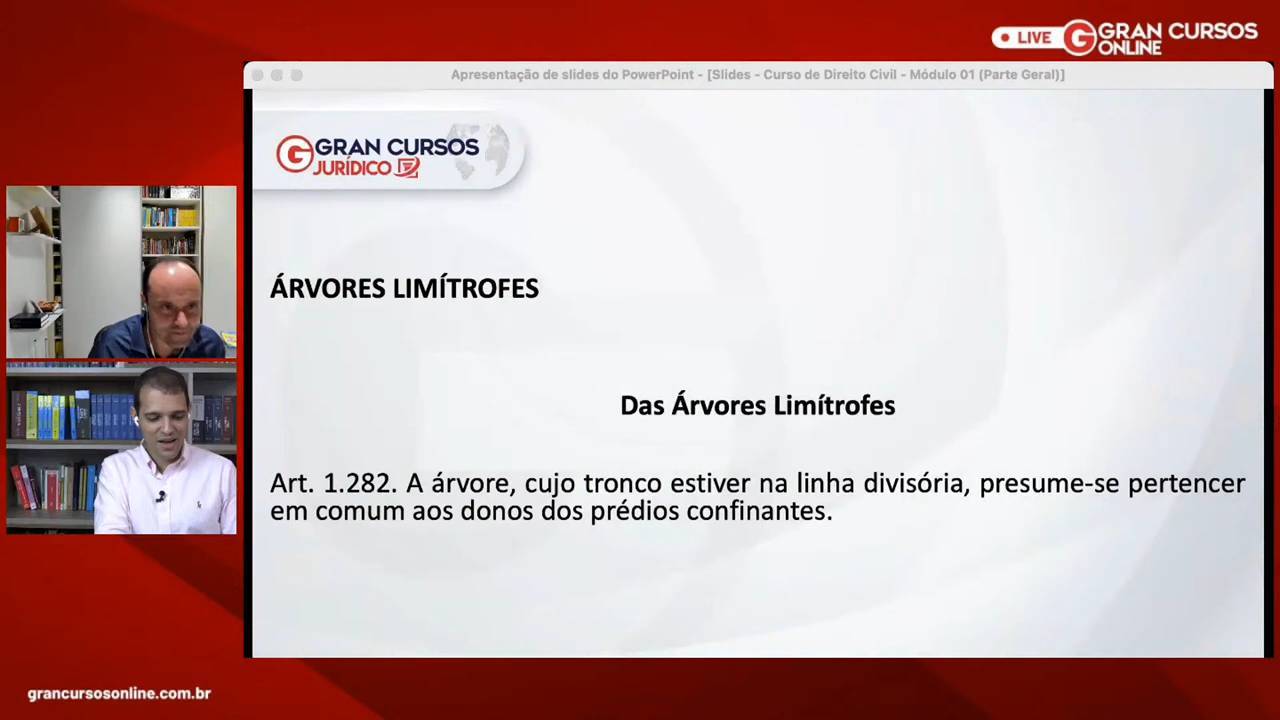 LIVE
GRAN CURSOS
ONLINE
Apresentação de slides do PowerPoint - [Slides - Curso de Direito Civil - Módulo 01 (Parte Geral)]
GRAN CURSOS
JURÍDICO
ÁRVORES LIMÍTROFES
Das Árvores Limítrofes
Art. 1.282. A árvore, cujo tronco estiver na linha divisória, presume-se pertencer
em comum aos donos dos prédios confinantes.
grancursosonline.com.br